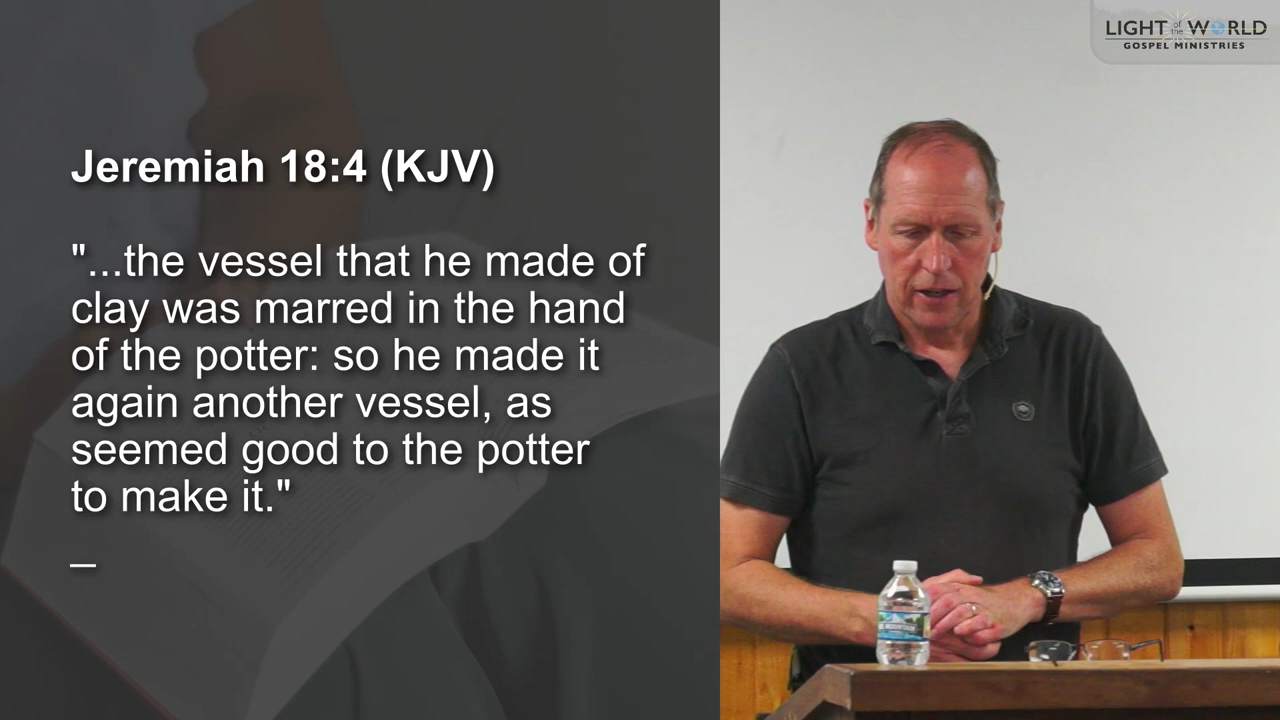 LIGHT of the WORLD
GOSPEL MINISTRIES
Jeremiah 18:4 (KJV)
"...the vessel that he made of
clay was marred in the hand
of the potter: so he made it
again another vessel, as
seemed good to the potter
to make it."
_
MOUNTAIN